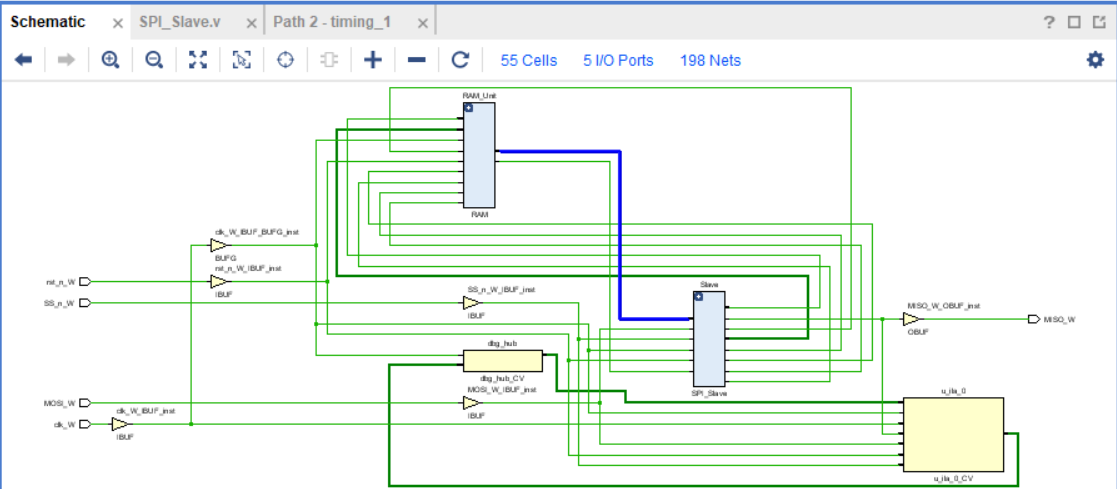 Schematic
SPI_Slave.v
Path 2 - timing_1
55 Cells
5 I/O Ports
198 Nets
RAM_Unit
RAM
clk_W_IBUF_BUFG_inst
BUFG
rst_n_W
rst_n_W_IBUF_inst
IBUF
SS_n_W
SS_n_W_IBUF_inst
IBUF
Slave
SPI_Slave
MISO_W_OBUF_inst
OBUF
MISO_W
dbg_hub
dbg_hub_CV
MOSI_W
MOSI_W_IBUF_inst
IBUF
clk_W
clk_W_IBUF_inst
IBUF
u_ila_0
u_ila_0_CV